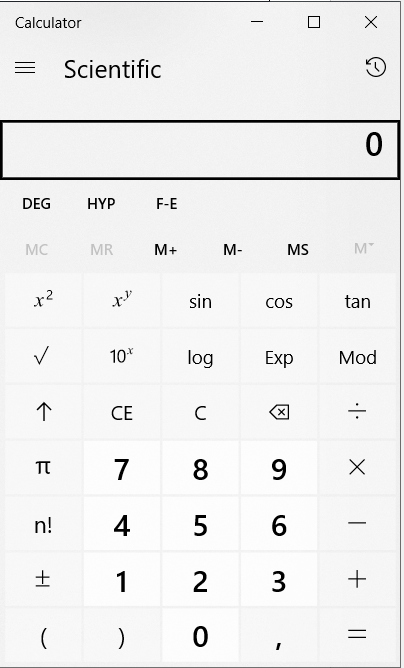 Calculator
Scientific
0
DEG HYP F-E
MC MR M+ M- MS M˅
x² xʸ sin cos tan
√ 10ˣ log Exp Mod
↑ CE C ⌫ ÷
π 7 8 9 ×
n! 4 5 6 −
± 1 2 3 +
( ) 0 , =